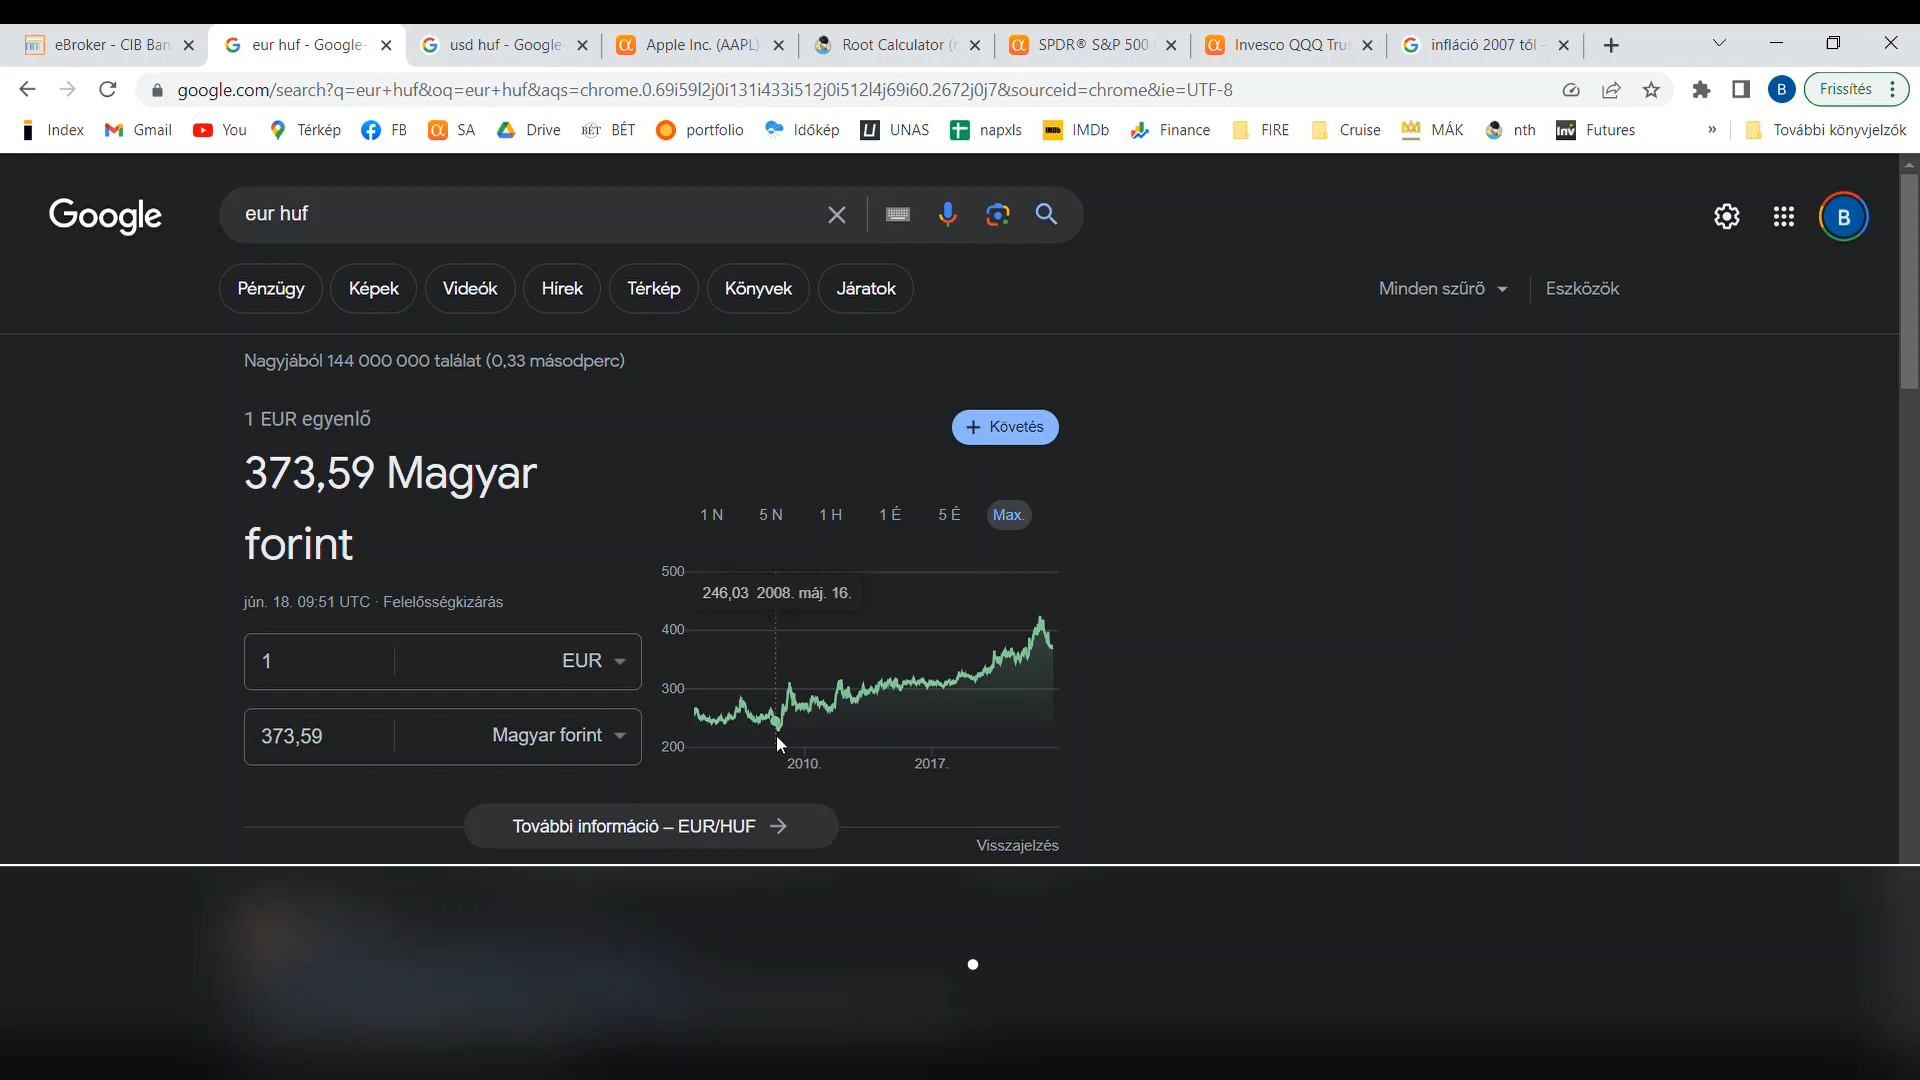 eBroker - CIB Ban
eur huf - Google-
usd huf - Google
Apple Inc. (AAPL)
Root Calculator (r
SPDR® S&P 500
Invesco QQQ Trus
infláció 2007 től -
google.com/search?q=eur+huf&oq=eur+huf&aqs=chrome.0.69i59l2j0i131i433i512j0i512l4j69i60.2672j0j7&sourceid=chrome&ie=UTF-8
B
Frissítés
Index
Gmail
You
Térkép
FB
SA
Drive
BÉT
BÉT
portfolio
Időkép
UNAS
napxls
IMDb
IMDb
Finance
FIRE
Cruise
MÁK
nth
Inv
Futures
»
További könyvjelzők
Google
eur huf
B
Pénzügy
Képek
Videók
Hírek
Térkép
Könyvek
Járatok
Minden szűrő
Eszközök
Nagyjából 144 000 000 találat (0,33 másodperc)
1 EUR egyenlő
+ Követés
373,59 Magyar
forint
1 N
5 N
1 H
1 É
5 É
Max.
500
246,03 2008. máj. 16.
jún. 18. 09:51 UTC · Felelősségkizárás
400
1
EUR
300
373,59
Magyar forint
200
2010.
2017.
További információ – EUR/HUF
Visszajelzés